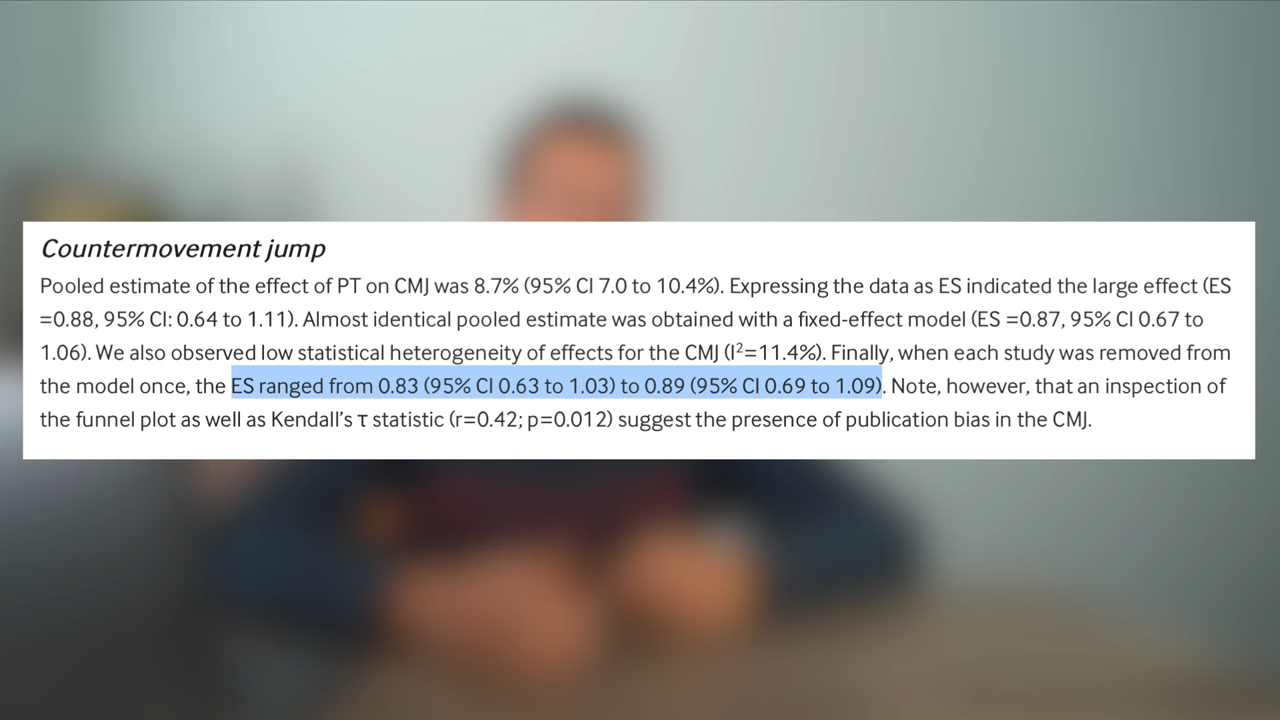 Countermovement jump
Pooled estimate of the effect of PT on CMJ was 8.7% (95% CI 7.0 to 10.4%). Expressing the data as ES indicated the large effect (ES
=0.88, 95% CI: 0.64 to 1.11). Almost identical pooled estimate was obtained with a fixed-effect model (ES =0.87, 95% CI 0.67 to
1.06). We also observed low statistical heterogeneity of effects for the CMJ (I²=11.4%). Finally, when each study was removed from
the model once, the ES ranged from 0.83 (95% CI 0.63 to 1.03) to 0.89 (95% CI 0.69 to 1.09). Note, however, that an inspection of
the funnel plot as well as Kendall's τ statistic (r=0.42; p=0.012) suggest the presence of publication bias in the CMJ.